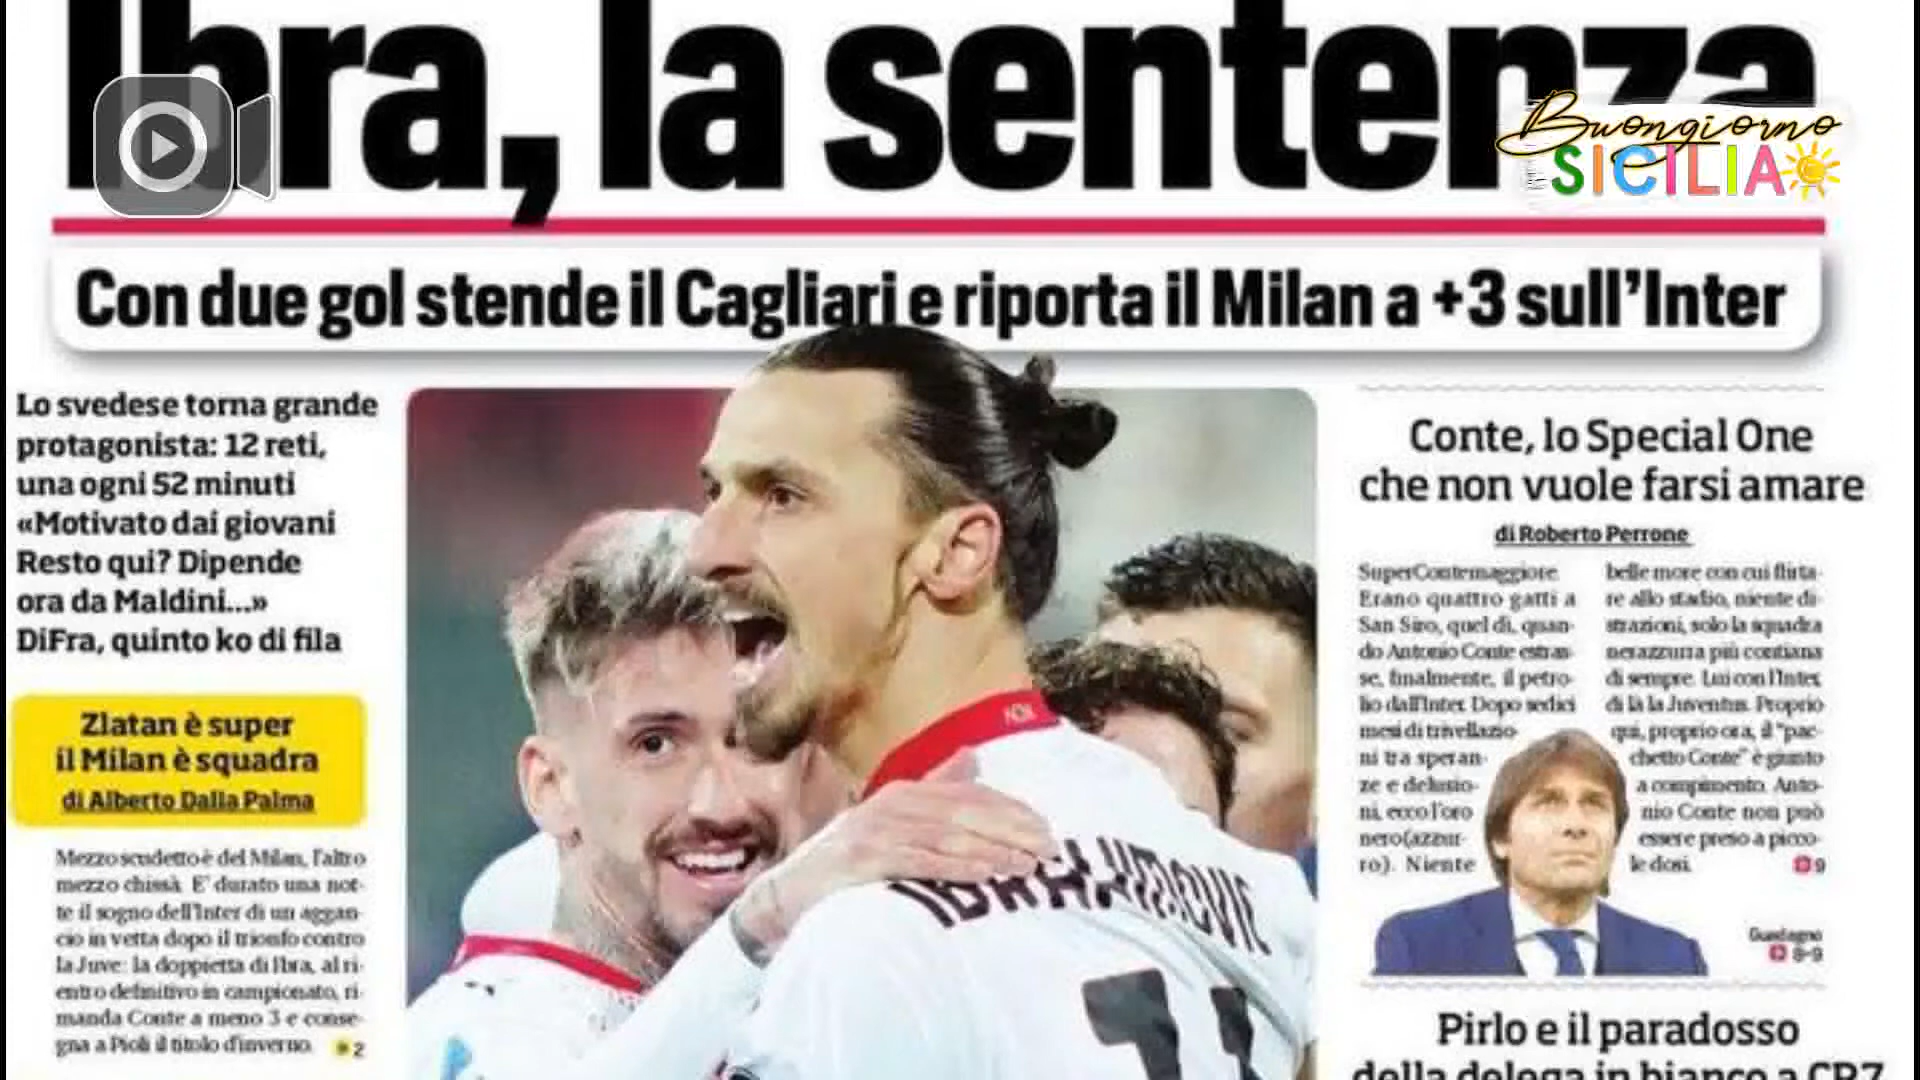 Ibra, la sentenza
Buongiorno
SICILIA
Con due gol stende il Cagliari e riporta il Milan a +3 sull'Inter
Lo svedese torna grande
protagonista: 12 reti,
una ogni 52 minuti
«Motivato dai giovani
Resto qui? Dipende
ora da Maldini...»
DiFra, quinto ko di fila
Zlatan è super
il Milan è squadra
di Alberto Dalla Palma
Mezzo scudetto è del Milan, l'altro
mezzo chissà. E' durato una not-
te il sogno dell'Inter di un aggan-
cio in vetta dopo il trionfo contro
la Juve: la doppietta di Ibra, al ri-
entro definitivo in campionato, ri-
manda Conte a meno 3 e conse-
gna a Pioli il titolo d'inverno. 2
ACM
IBRAHIMOVIC
11
Conte, lo Special One
che non vuole farsi amare
di Roberto Perrone
SuperContemaggiore.
Erano quattro gatti a
San Siro, quel dì, quan-
do Antonio Conte estras-
se, finalmente, il petro-
lio dall'Inter. Dopo sedici
mesi di trivellazio-
ni tra speran-
ze e delusio-
ni, ecco l'oro
nero(azzur-
ro). Niente
belle more con cui flirta-
re allo stadio, niente di-
strazioni, solo la squadra
nerazzurra più contiana
di sempre. Lui con l'Inter,
di là la Juventus. Proprio
qui, proprio ora, il "pac-
chetto Conte" è giunto
a compimento. Anto-
nio Conte non può
essere preso a picco-
le dosi. 9
Guadagno
8-9
Pirlo e il paradosso
della delega in bianco a CR7